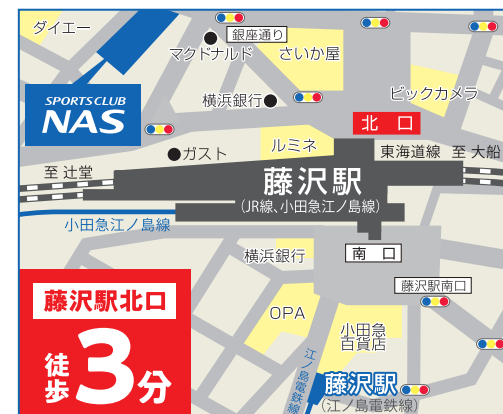 ダイエー
銀座通り
マクドナルド
さいか屋
ビックカメラ
横浜銀行
SPORTSCLUB
NAS
北口
ガスト
ルミネ
東海道線 至 大船
至 辻堂
藤沢駅
(JR線、小田急江ノ島線)
小田急江ノ島線
横浜銀行
南口
藤沢駅南口
藤沢駅北口
徒歩3分
OPA
小田急
百貨店
江ノ島電鉄線
藤沢駅
(江ノ島電鉄線)